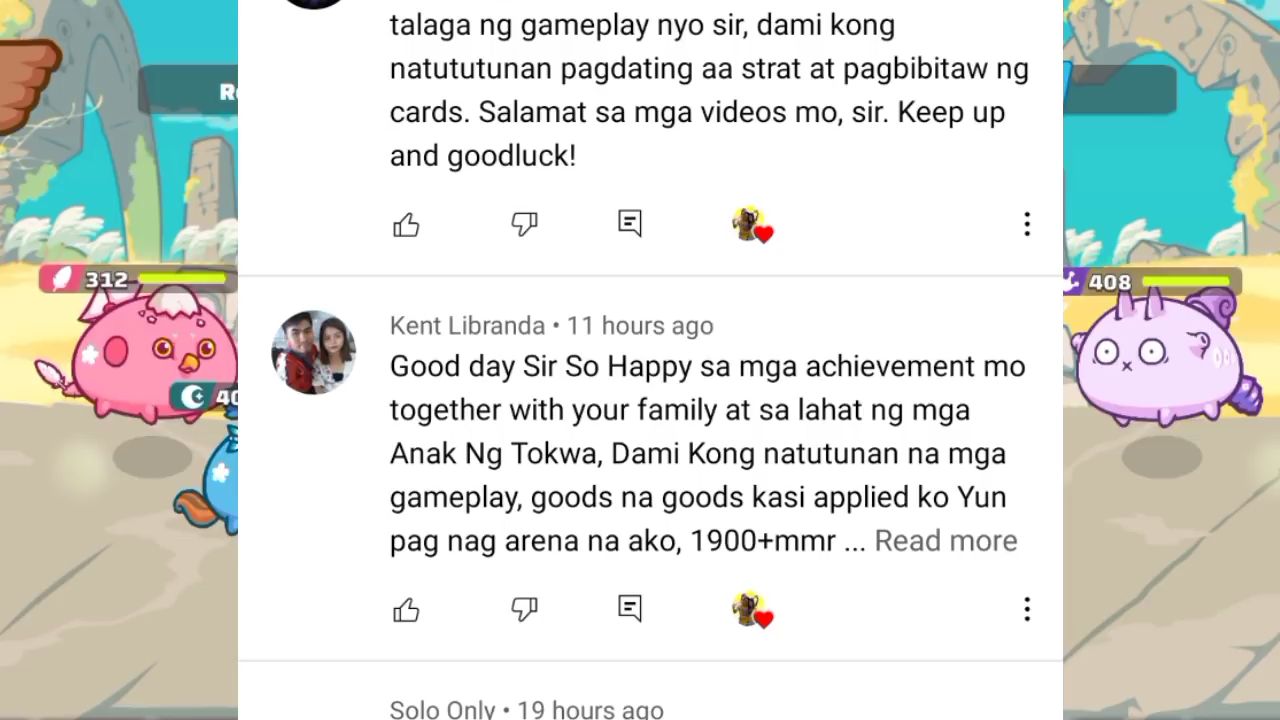 talaga ng gameplay nyo sir, dami kong
natututunan pagdating aa strat at pagbibitaw ng
cards. Salamat sa mga videos mo, sir. Keep up
and goodluck!
312
408
Kent Libranda • 11 hours ago
Good day Sir So Happy sa mga achievement mo
together with your family at sa lahat ng mga
Anak Ng Tokwa, Dami Kong natutunan na mga
gameplay, goods na goods kasi applied ko Yun
pag nag arena na ako, 1900+mmr ... Read more
Solo Only • 19 hours ago